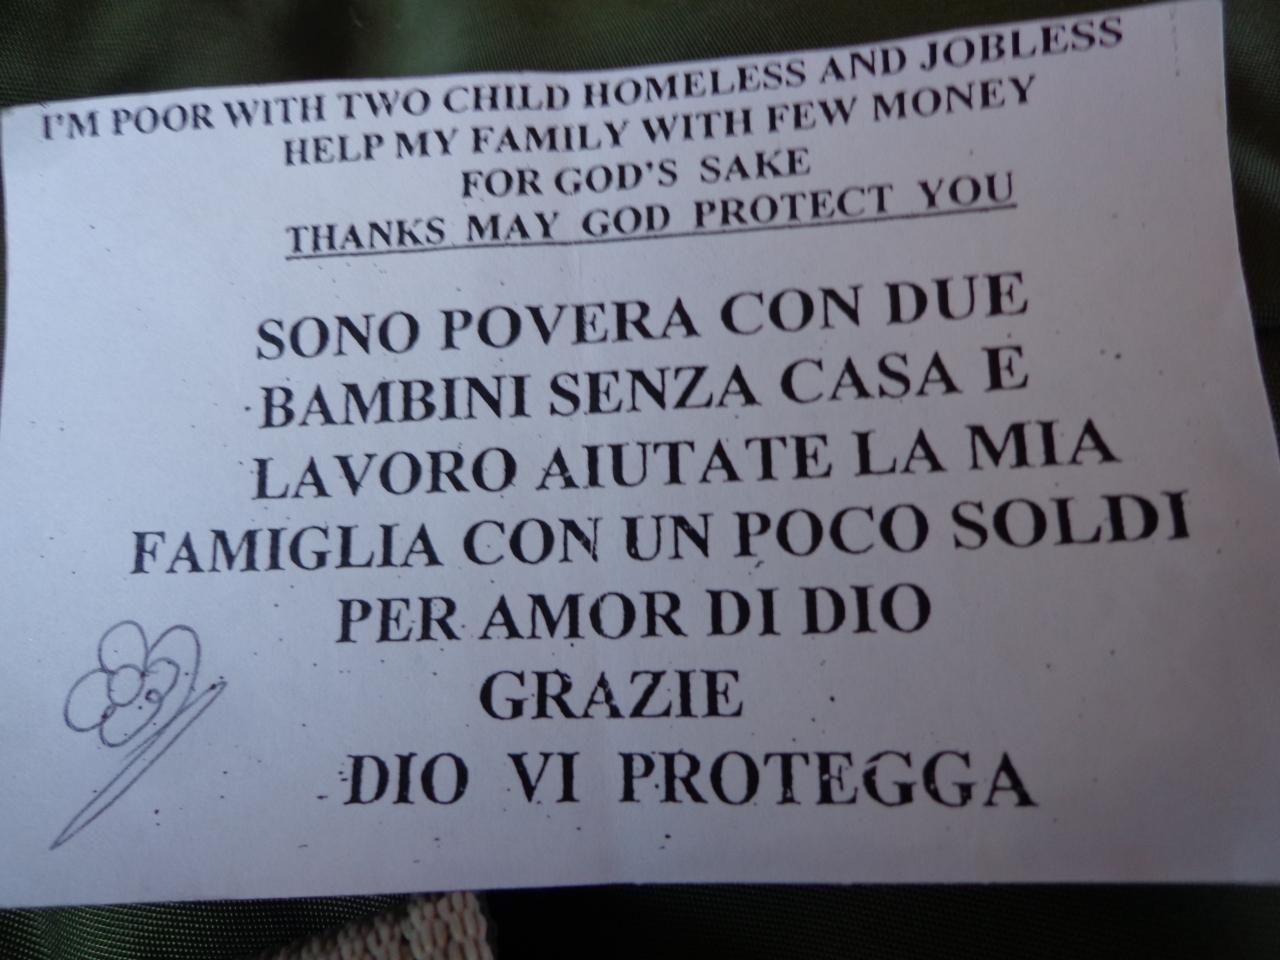 I'M POOR WITH TWO CHILD HOMELESS AND JOBLESS
HELP MY FAMILY WITH FEW MONEY
FOR GOD'S SAKE
THANKS MAY GOD PROTECT YOU
SONO POVERA CON DUE
BAMBINI SENZA CASA E
LAVORO AIUTATE LA MIA
FAMIGLIA CON UN POCO SOLDI
PER AMOR DI DIO
GRAZIE
DIO VI PROTEGGA